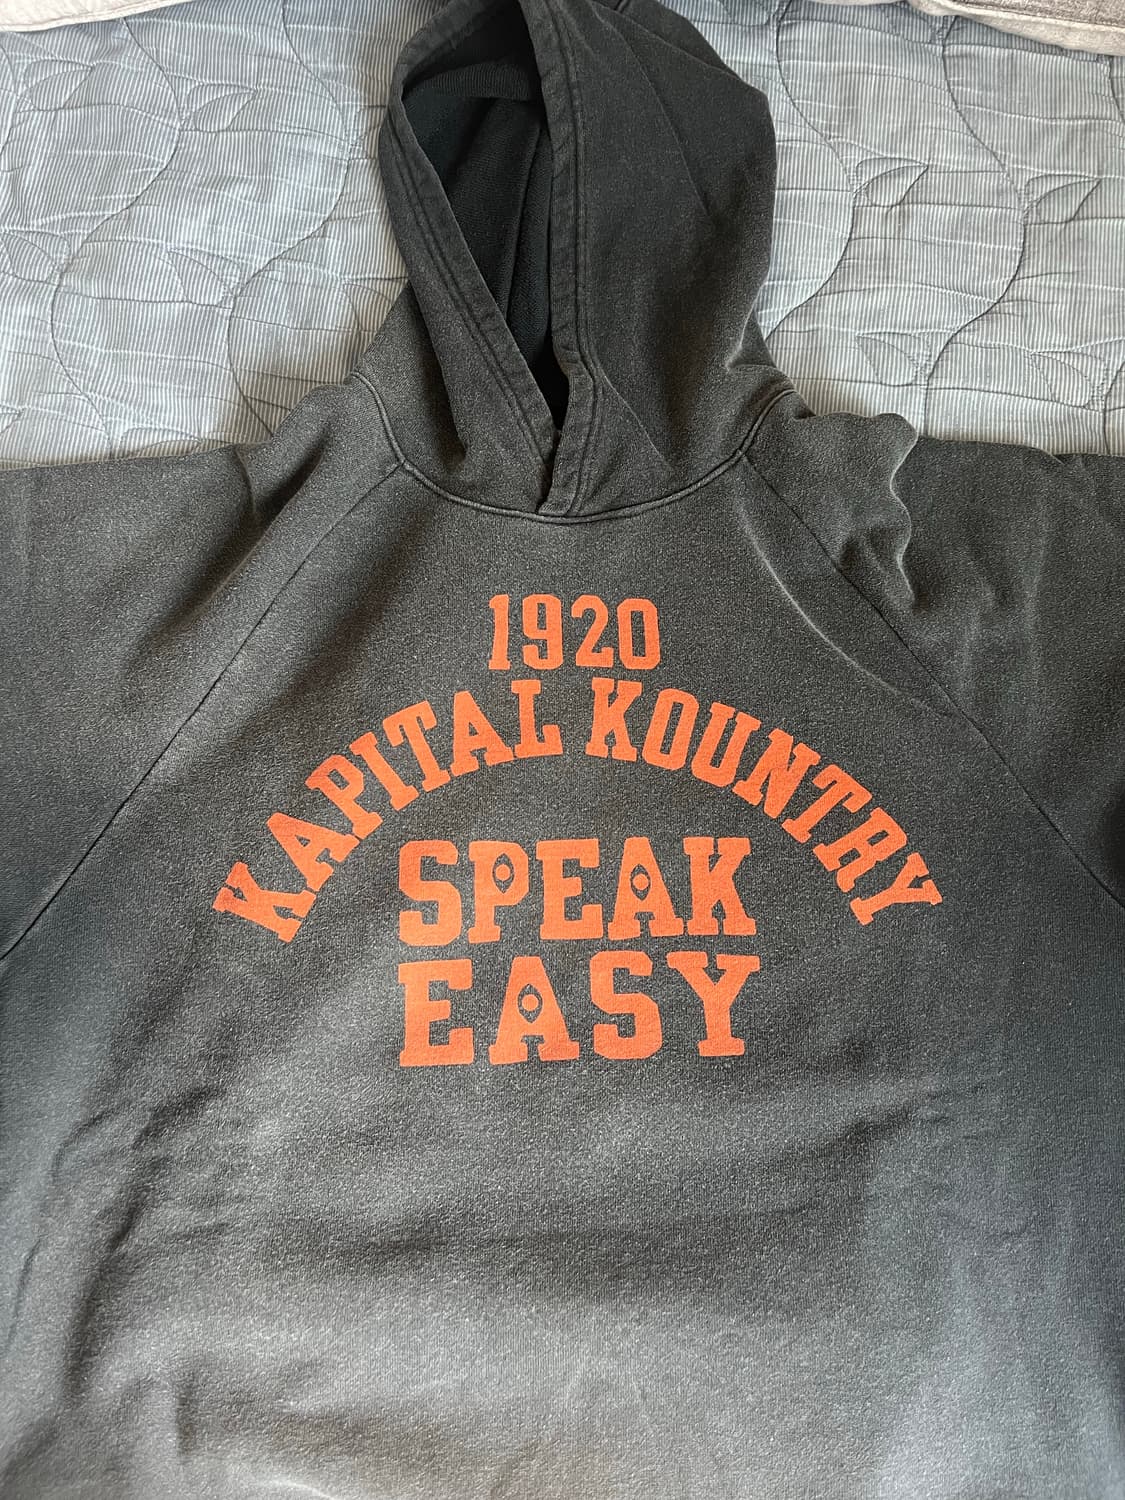 1920
KAPITAL KOUNTRY
SPEAK
EASY